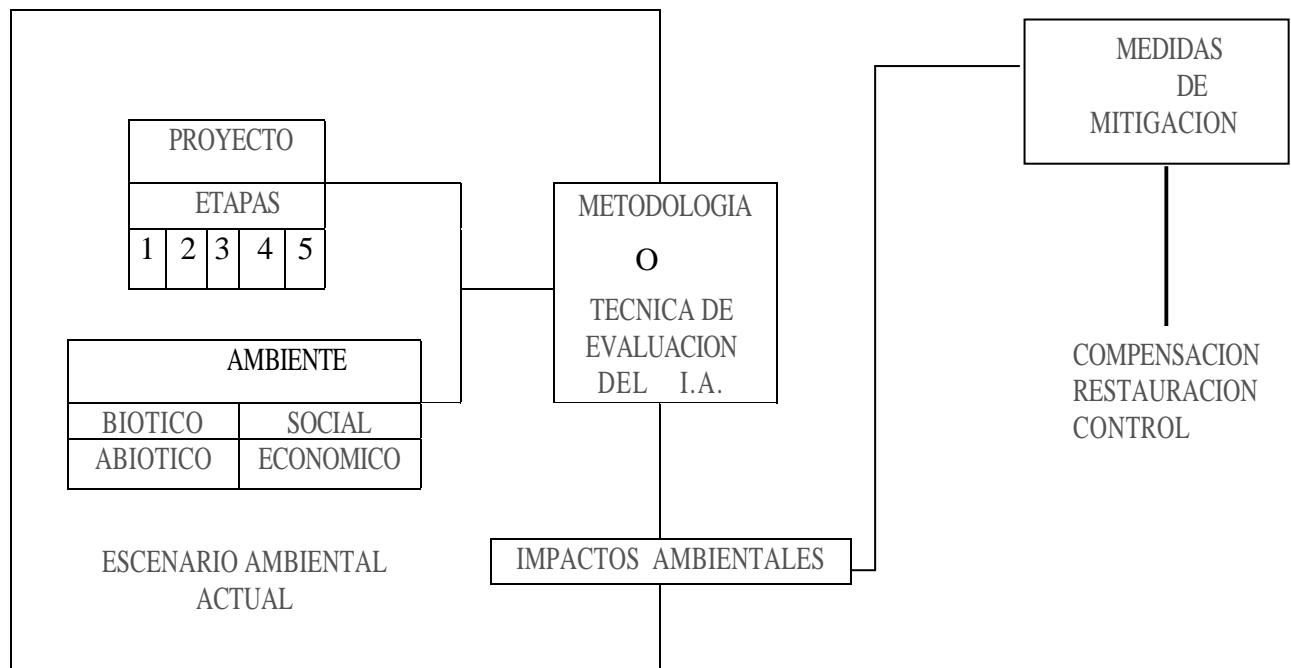 PROYECTO
ETAPAS
1 2 3 4 5
AMBIENTE
BIOTICO SOCIAL
ABIOTICO ECONOMICO
ESCENARIO AMBIENTAL
ACTUAL
METODOLOGIA
O
TECNICA DE
EVALUACION
DEL I.A.
IMPACTOS AMBIENTALES
MEDIDAS
DE
MITIGACION
COMPENSACION
RESTAURACION
CONTROL